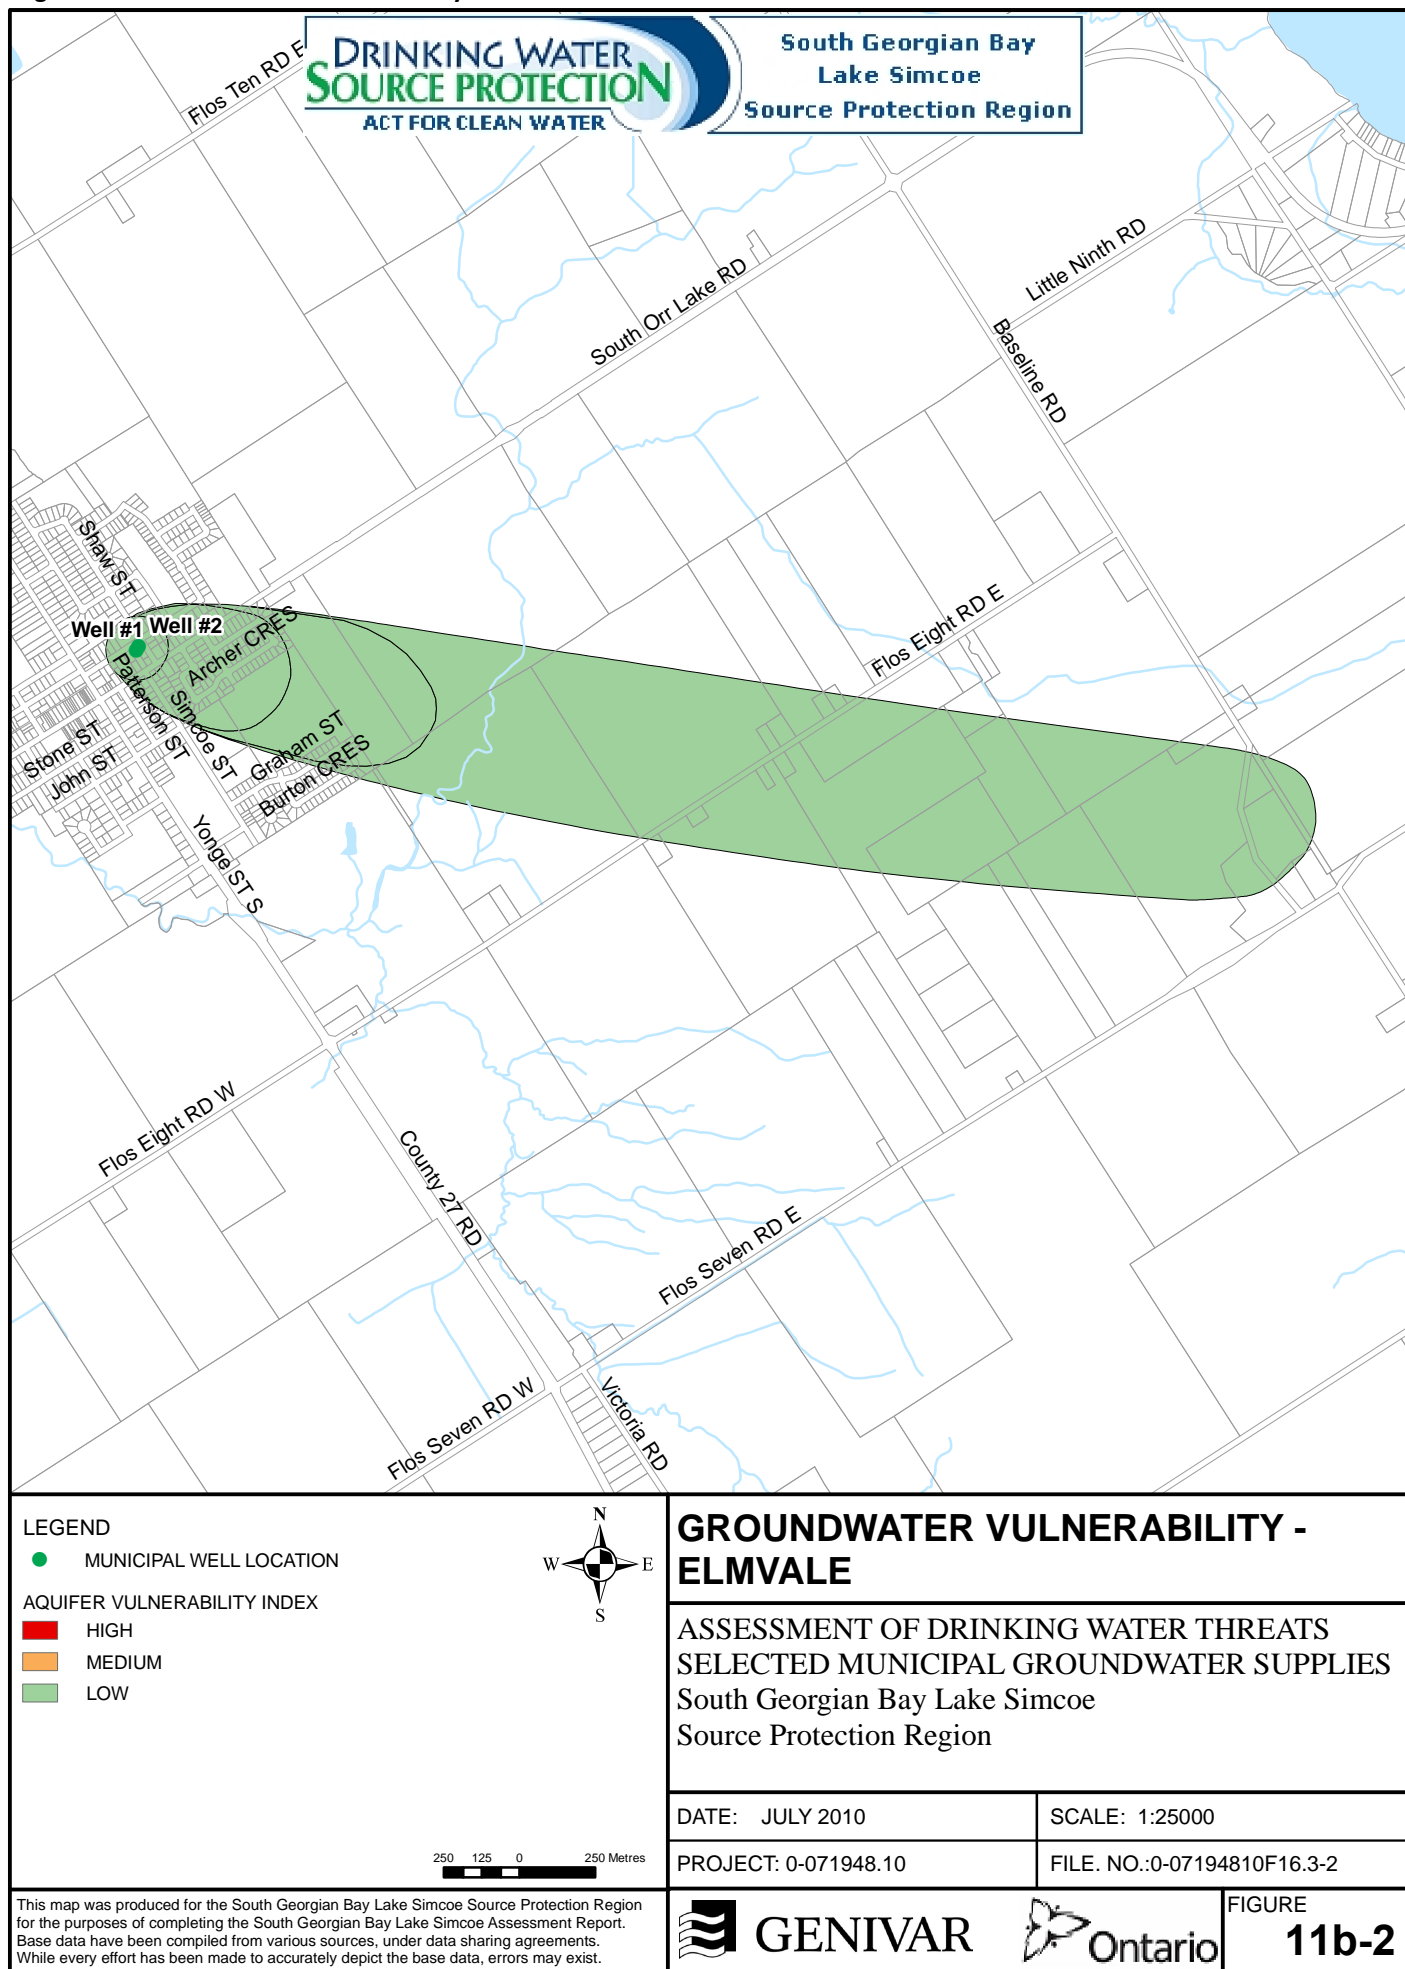 DRINKING WATER
SOURCE PROTECTION
ACT FOR CLEAN WATER
South Georgian Bay
Lake Simcoe
Source Protection Region
Flos Ten RD E
Little Ninth RD
South Orr Lake RD
Baseline RD
Shaw ST
Well #1
Well #2
Archer CRES
Flos Eight RD E
Patterson ST
Simcoe ST
Stone ST
John ST
Graham ST
Burton CRES
Yonge ST S
Flos Eight RD W
County 27 RD
Flos Seven RD E
Flos Seven RD W
Victoria RD
LEGEND
MUNICIPAL WELL LOCATION
AQUIFER VULNERABILITY INDEX
HIGH
MEDIUM
LOW
N
W E
S
250 125 0 250 Metres
GROUNDWATER VULNERABILITY -
ELMVALE
ASSESSMENT OF DRINKING WATER THREATS
SELECTED MUNICIPAL GROUNDWATER SUPPLIES
South Georgian Bay Lake Simcoe
Source Protection Region
DATE: JULY 2010
SCALE: 1:25000
PROJECT: 0-071948.10
FILE. NO.:0-07194810F16.3-2
This map was produced for the South Georgian Bay Lake Simcoe Source Protection Region
for the purposes of completing the South Georgian Bay Lake Simcoe Assessment Report.
Base data have been compiled from various sources, under data sharing agreements.
While every effort has been made to accurately depict the base data, errors may exist.
GENIVAR
Ontario
FIGURE
11b-2